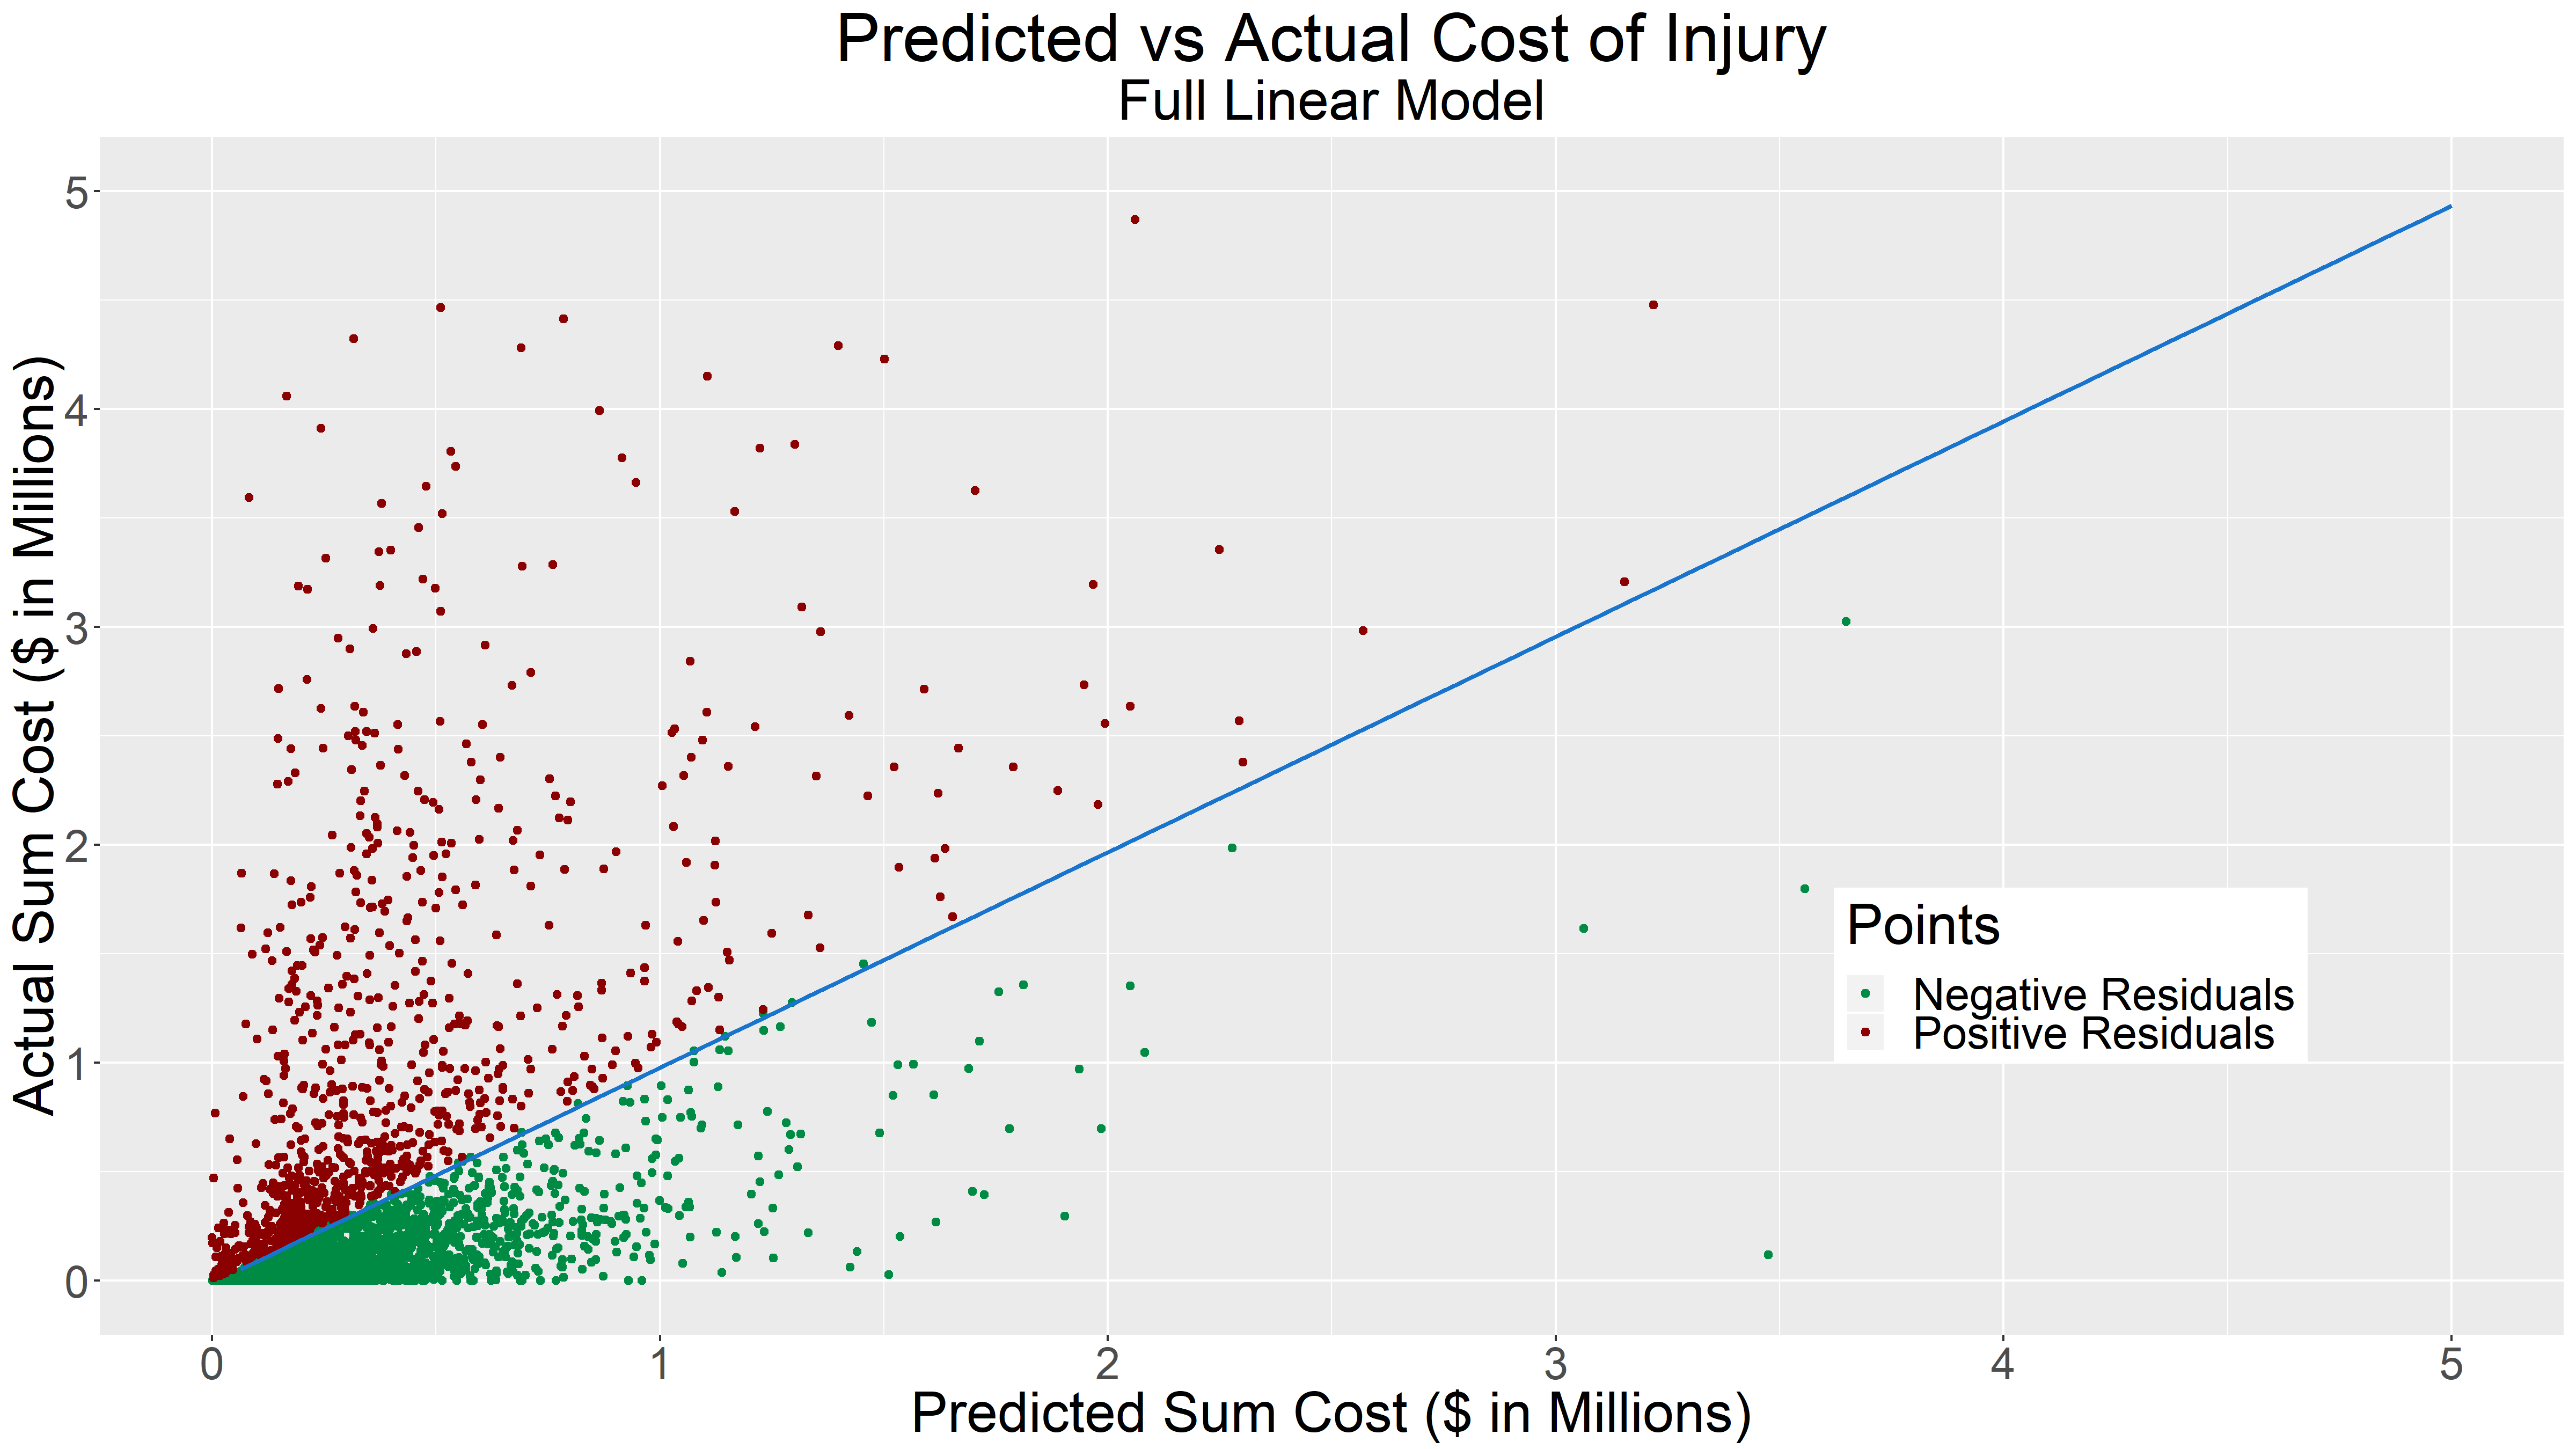 Predicted vs Actual Cost of Injury
Full Linear Model
Actual Sum Cost ($ in Millions)
5
4
3
2
1
0
Points
Negative Residuals
Positive Residuals
0 1 2 3 4 5
Predicted Sum Cost ($ in Millions)